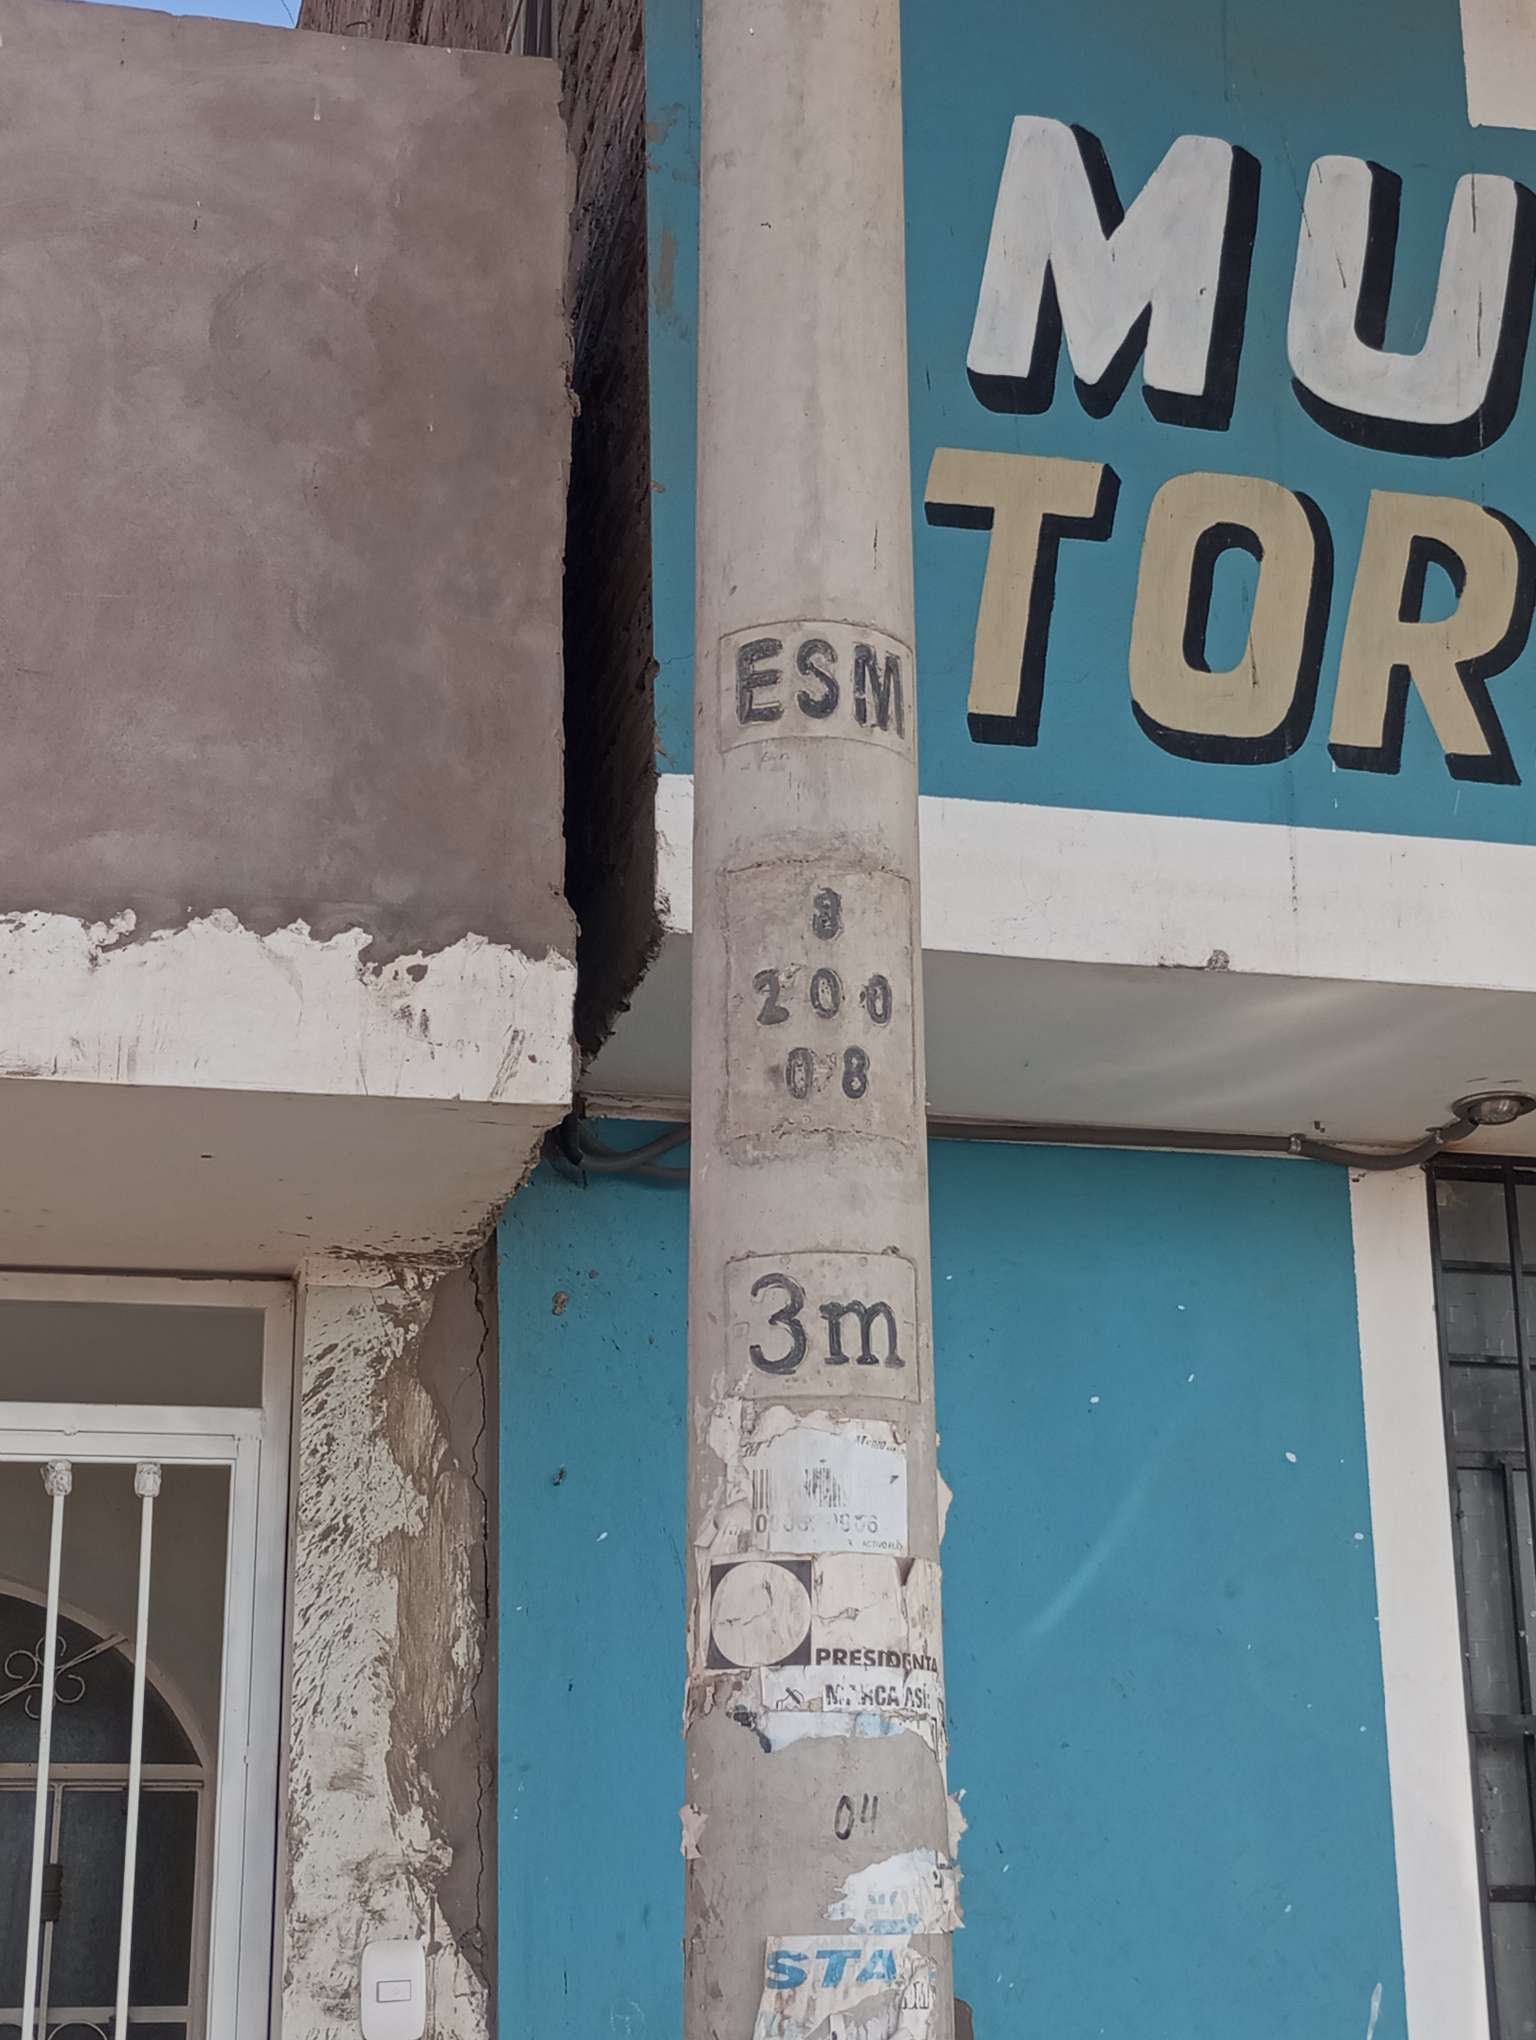 MU
TOR
ESM
8
200
08
3m
PRESIDENTA
MARCA ASÍ:
04
STA